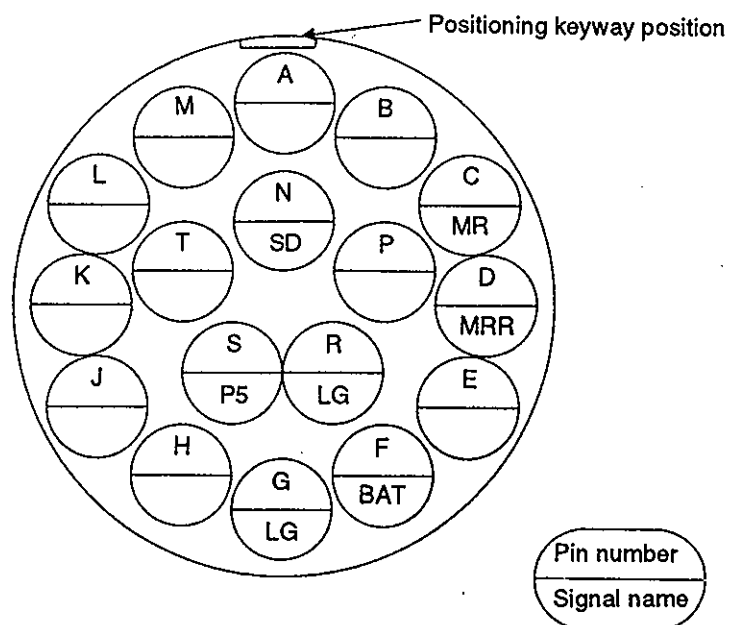 Positioning keyway position
A
M
B
L
C
MR
N
SD
T
P
K
D
MRR
S
P5
R
LG
J
E
H
F
BAT
G
LG
Pin number
Signal name